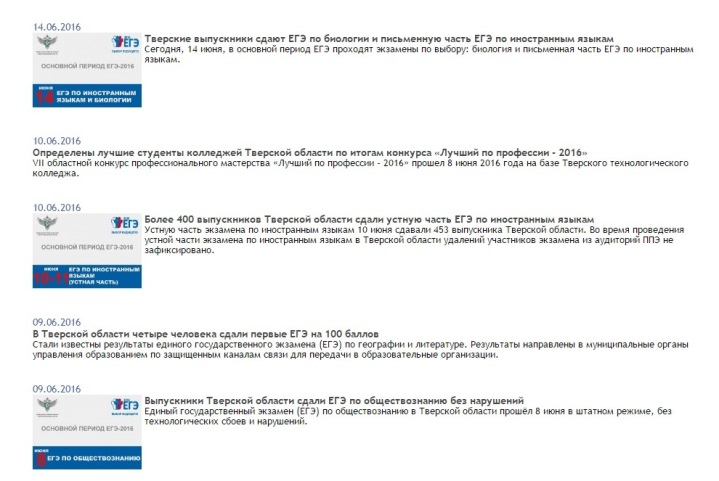 14.06.2016
ЕГЭ
ОСНОВНОЙ ПЕРИОД ЕГЭ-2016
ИЮНЯ
14
ЕГЭ ПО ИНОСТРАННЫМ
ЯЗЫКАМ И БИОЛОГИИ
Тверские выпускники сдают ЕГЭ по биологии и письменную часть ЕГЭ по иностранным языкам
Сегодня, 14 июня, в основной период ЕГЭ проходят экзамены по выбору: биология и письменная часть ЕГЭ по иностранным
языкам.
10.06.2016
Определены лучшие студенты колледжей Тверской области по итогам конкурса «Лучший по профессии - 2016»
VII областной конкурс профессионального мастерства «Лучший по профессии - 2016» прошел 8 июня 2016 года на базе Тверского технологического
колледжа.
10.06.2016
ЕГЭ
ОСНОВНОЙ ПЕРИОД ЕГЭ-2016
ИЮНЯ
10-11
ЕГЭ ПО ИНОСТРАННЫМ
ЯЗЫКАМ
(УСТНАЯ ЧАСТЬ)
Более 400 выпускников Тверской области сдали устную часть ЕГЭ по иностранным языкам
Устную часть экзамена по иностранным языкам 10 июня сдавали 453 выпускника Тверской области. Во время проведения
устной части экзамена по иностранным языкам в Тверской области удалений участников экзамена из аудиторий ППЭ не
зафиксировано.
09.06.2016
В Тверской области четыре человека сдали первые ЕГЭ на 100 баллов
Стали известны результаты единого государственного экзамена (ЕГЭ) по географии и литературе. Результаты направлены в муниципальные органы
управления образованием по защищенным каналам связи для передачи в образовательные организации.
09.06.2016
ЕГЭ
ОСНОВНОЙ ПЕРИОД ЕГЭ-2016
ИЮНЯ
8
ЕГЭ ПО ОБЩЕСТВОЗНАНИЮ
Выпускники Тверской области сдали ЕГЭ по обществознанию без нарушений
Единый государственный экзамен (ЕГЭ) по обществознанию в Тверской области прошёл 8 июня в штатном режиме, без
технологических сбоев и нарушений.